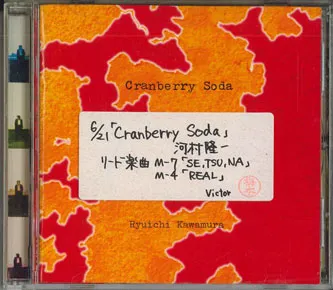 Cranberry Soda
6/21「Cranberry Soda」
河村隆一
リード楽曲 M-7「SE,TSU,NA」
M-4「REAL」
Victor
Ryuichi Kawamura